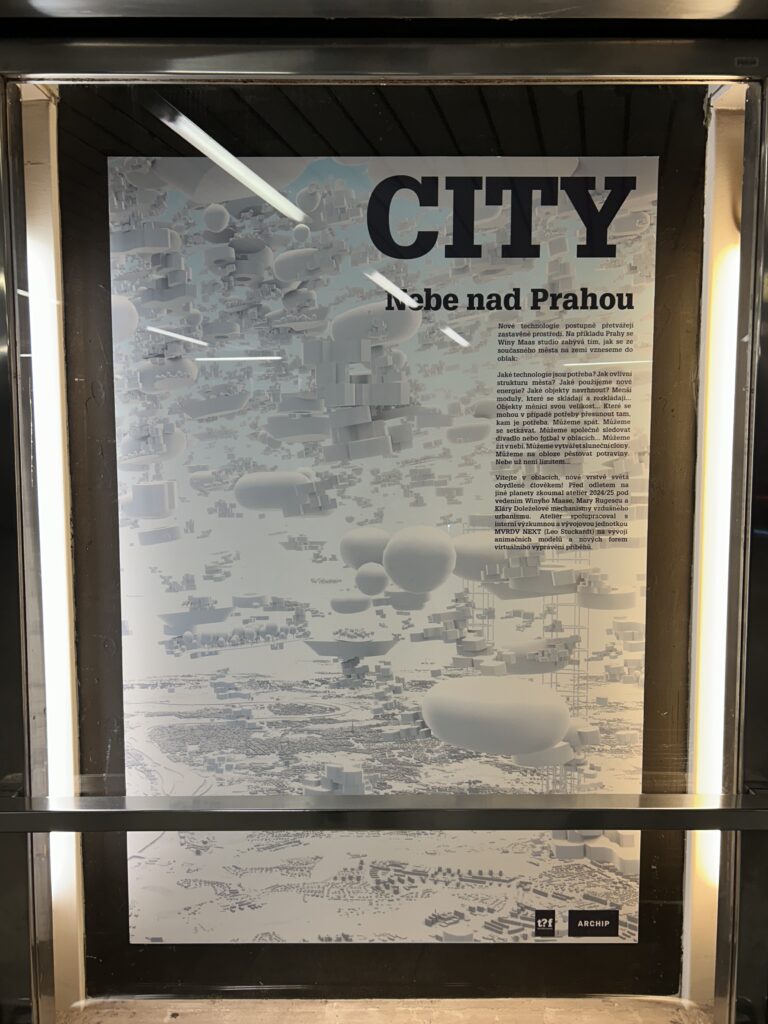 CITY
Nebe nad Prahou
Nové technologie postupně přetvářejí
zastavěné prostředí. Na příkladu Prahy se
Winy Maas studio zabývá tím, jak se ze
současného města na zemi vzneseme do
oblak:
Jaké technologie jsou potřeba? Jak ovlivní
strukturu města? Jaké použijeme nové
energie? Jaké objekty navrhnout? Menší
moduly, které se skládají a rozkládají...
Objekty měnící svou velikost... Které se
mohou v případě potřeby přesunout tam,
kam je potřeba. Můžeme spát. Můžeme
se setkávat. Můžeme společně sledovat
divadlo nebo fotbal v oblacích... Můžeme
žít v nebi. Můžeme vytvářet sluneční clony.
Můžeme na obloze pěstovat potraviny.
Nebe už není limitem...
Vítejte v oblacích, nové vrstvě světa
obydlené člověkem! Před odletem na
jiné planety zkoumal ateliér 2024/25 pod
vedením Winyho Maase, Mary Rugescu a
Kláry Doleželové mechanismy vzdušného
urbanismu. Ateliér spolupracoval s
interní výzkumnou a vývojovou jednotkou
MVRDV NEXT (Leo Stuckardt) na vývoji
animačních modelů a nových forem
virtuálního vyprávění příběhů.
t?f
ARCHIP